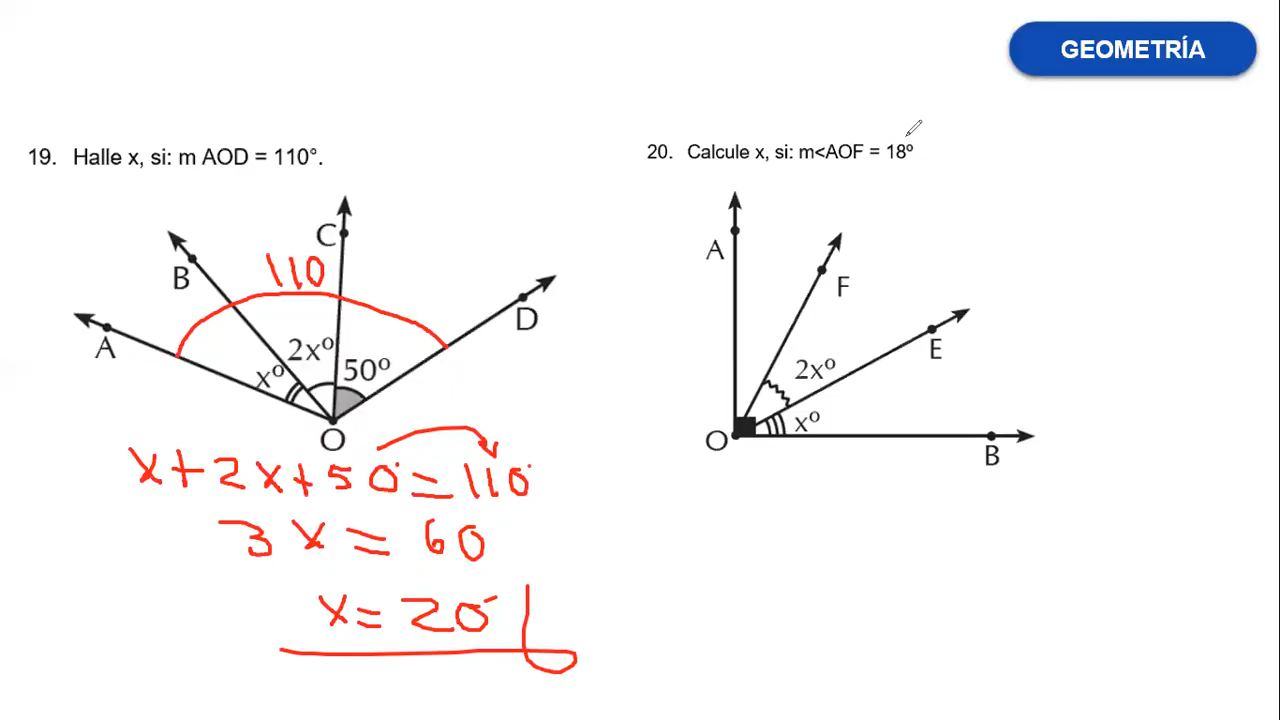 GEOMETRÍA
19. Halle x, si: m AOD = 110°.
A
B
C
D
110
xº
2xº
50º
O
x+2x+50°=110°
3x=60
x=20°
20. Calcule x, si: m<AOF = 18º
A
F
E
2xº
xº
O
B